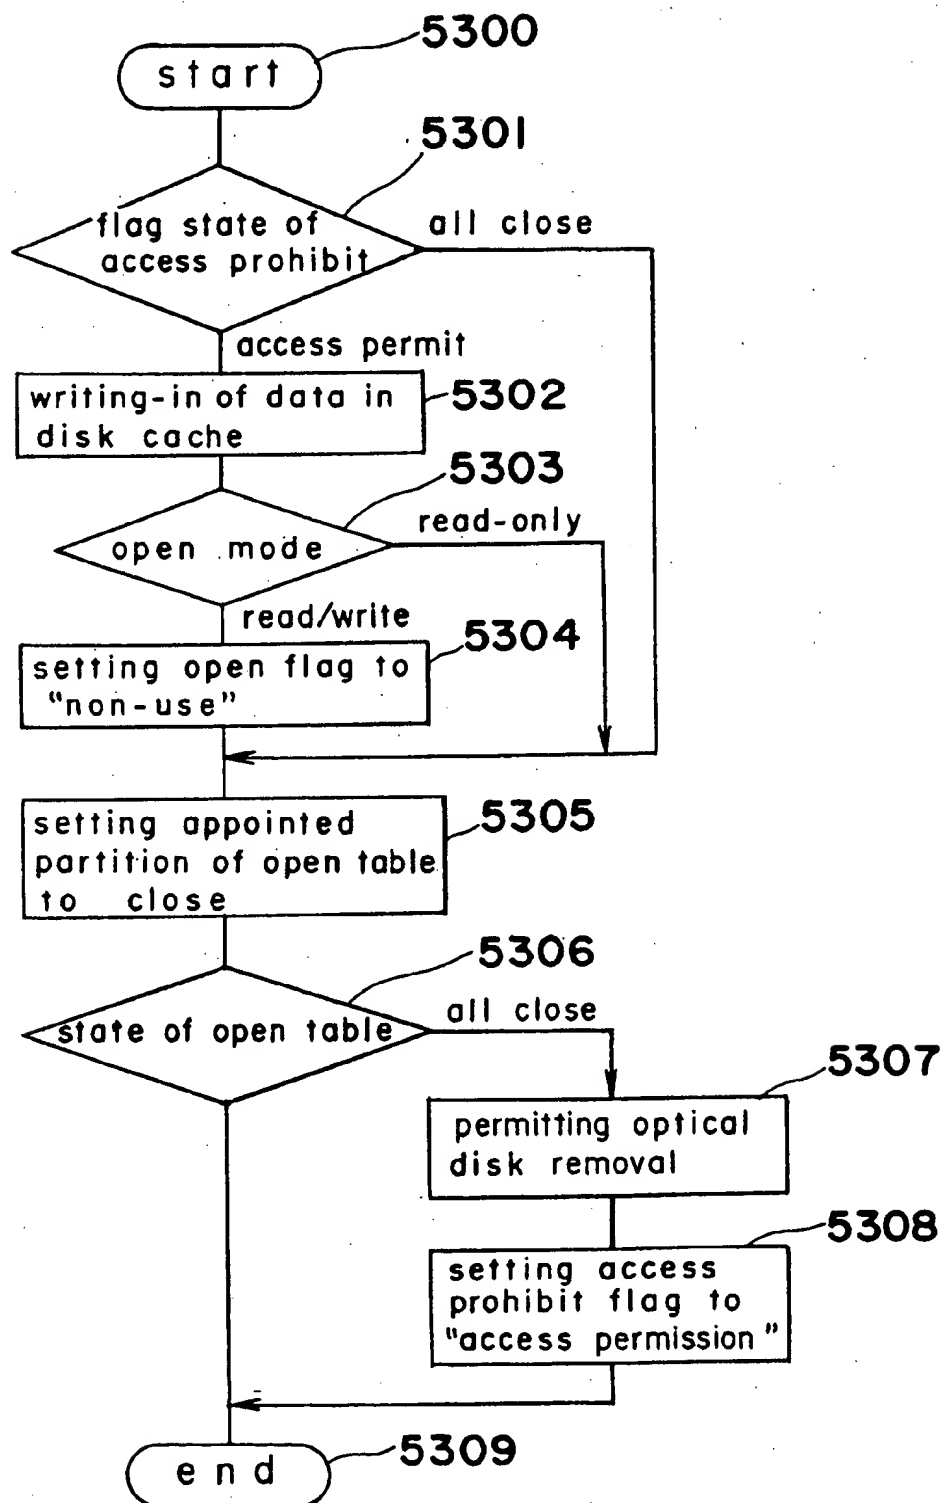 5300
start
5301
flag state of
access prohibit
all close
access permit
writing-in of data in
disk cache
5302
5303
open mode
read-only
read/write
5304
setting open flag to
"non-use"
5305
setting appointed
partition of open table
to close
5306
state of open table
all close
5307
permitting optical
disk removal
5308
setting access
prohibit flag to
"access permission"
5309
end